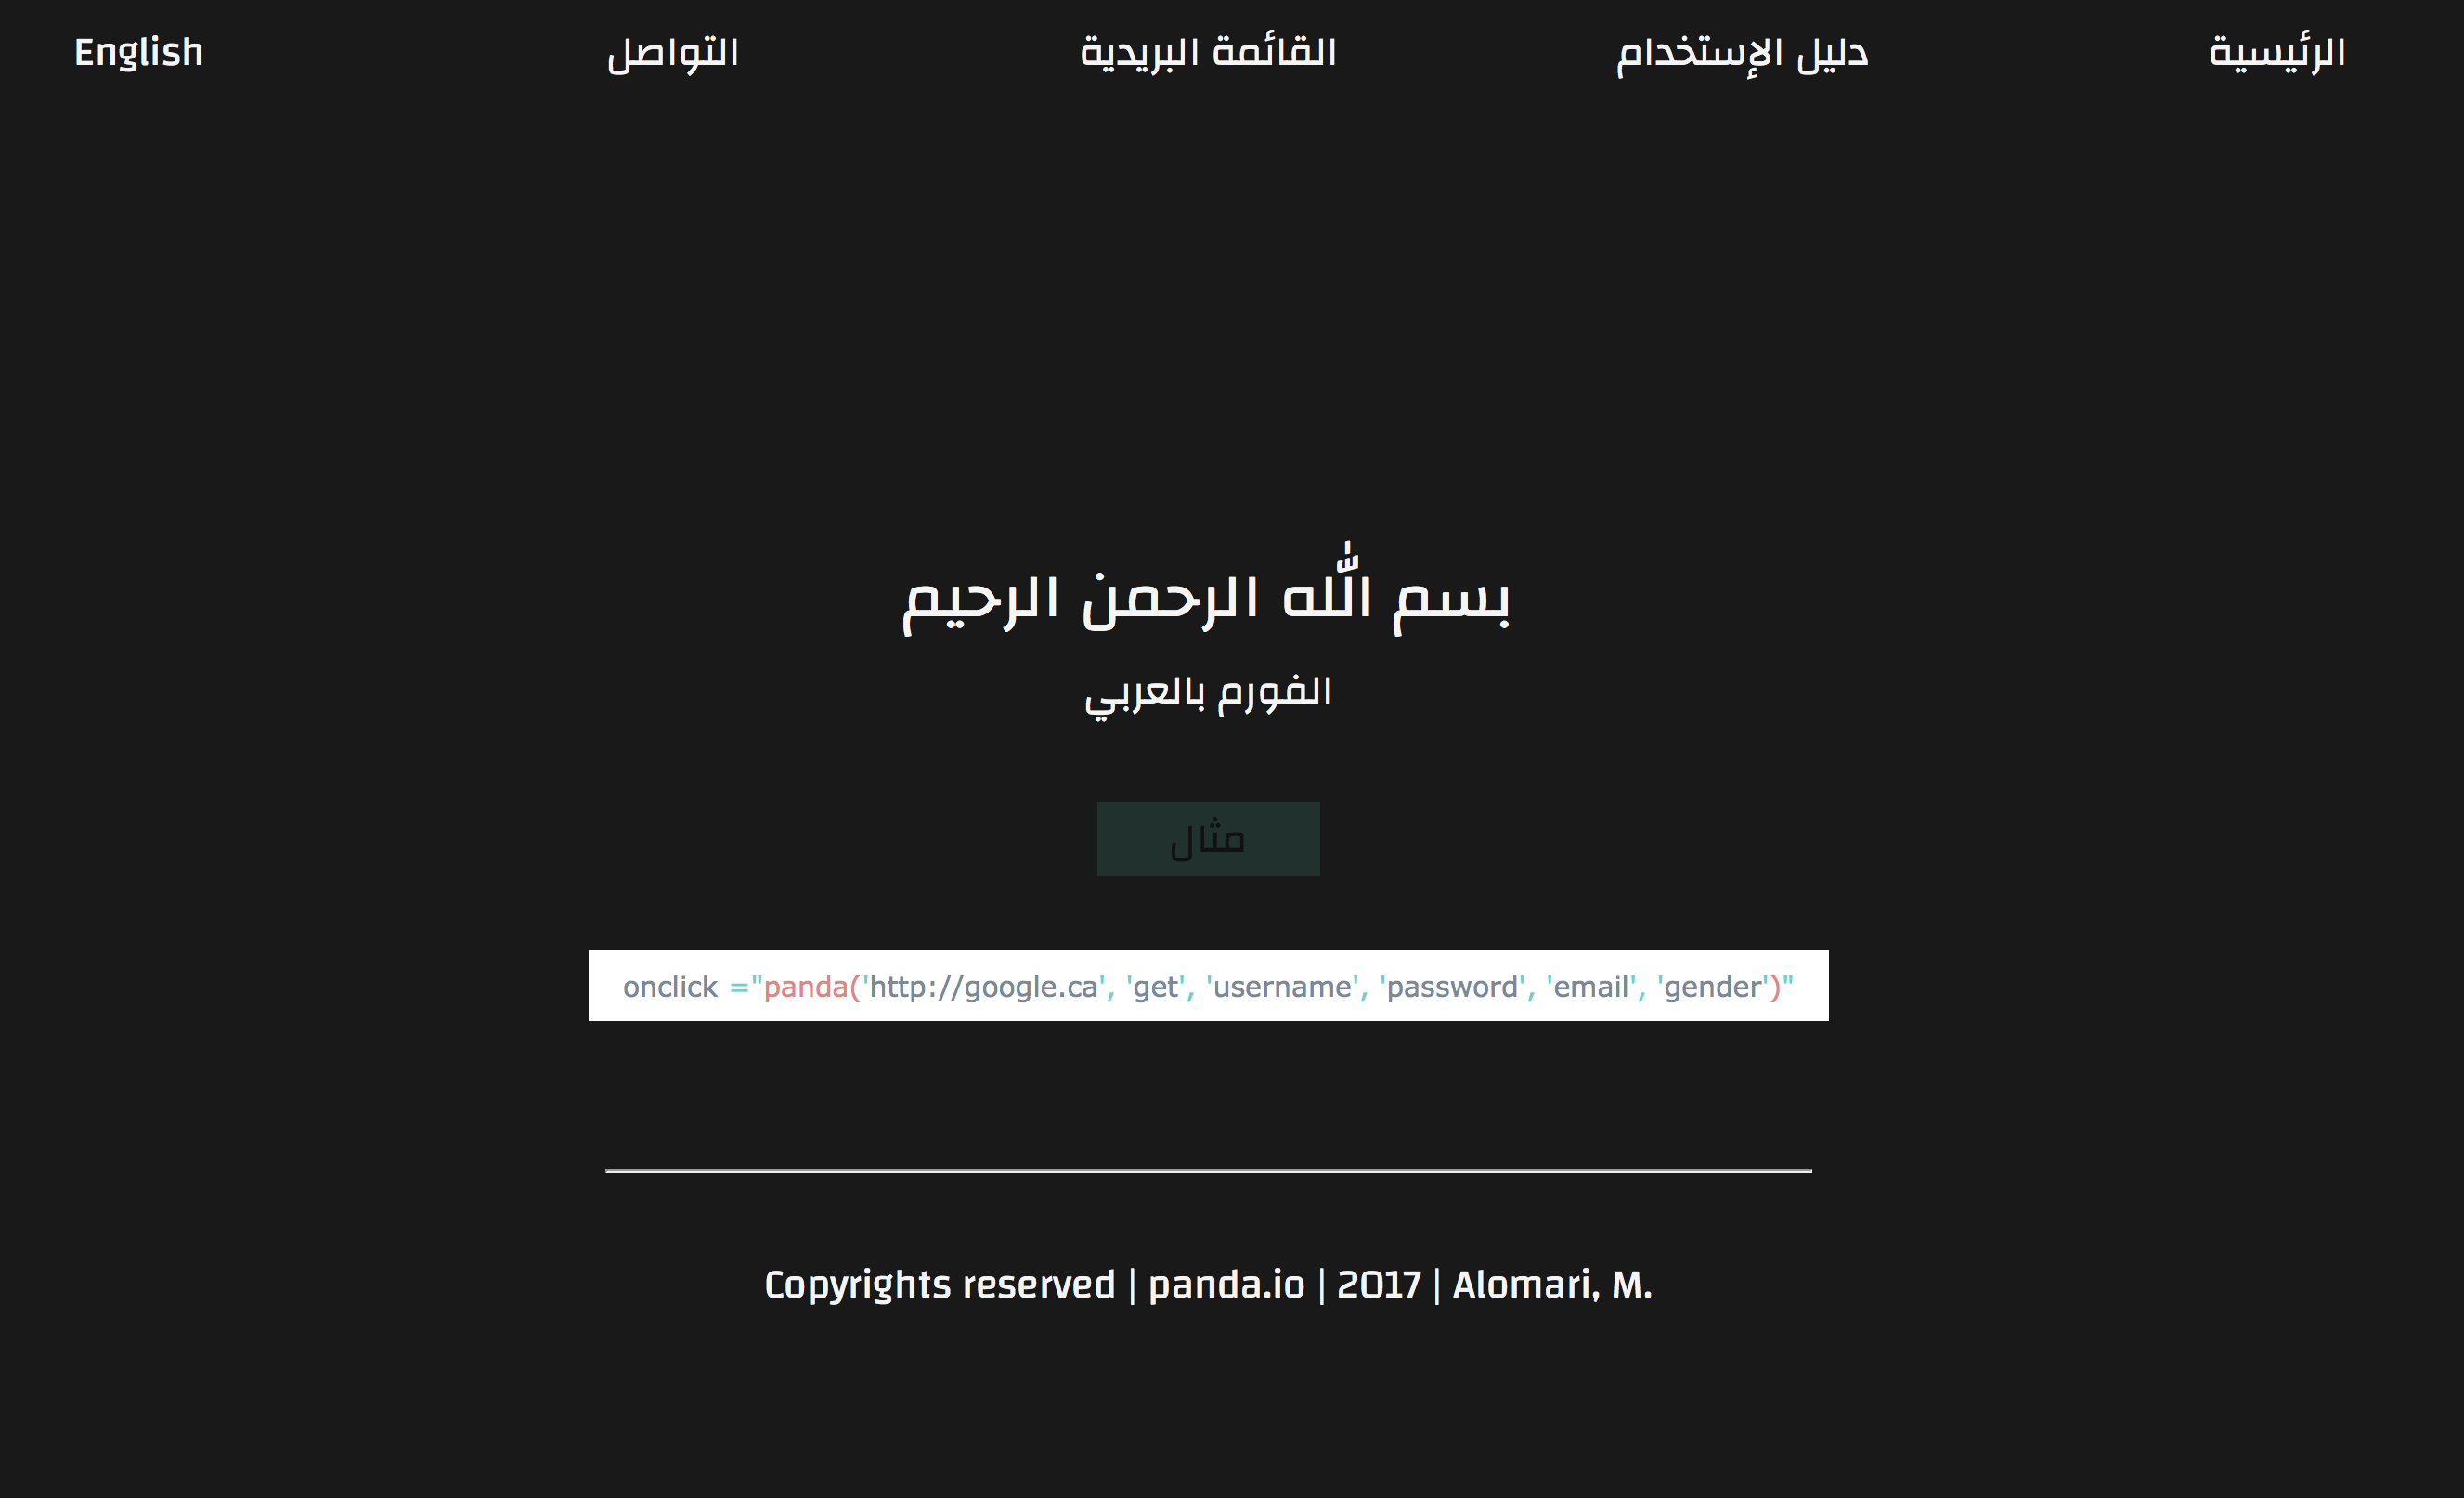 الرئيسية
دليل الإستخدام
القائمة البريدية
التواصل
English
بسم الله الرحمن الرحيم
الفورم بالعربي
مثال
onclick ="panda('http://google.ca', 'get', 'username', 'password', 'email', 'gender')"
Copyrights reserved | panda.io | 2017 | Alomari, M.